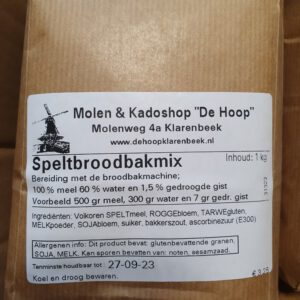 Molen & Kadoshop "De Hoop"
Molenweg 4a Klarenbeek
www.dehoopklarenbeek.nl
Speltbroodbakmix
Inhoud: 1 kg
Bereiding met de broodbakmachine;
100 % meel 60 % water en 1,5 % gedroogde gist
Voorbeeld 500 gr meel, 300 gr water en 7 gr gedr. gist
Ingrediënten: Volkoren SPELTmeel, ROGGEbloem, TARWEgluten,
MELKpoeder, SOJAbloem, suiker, bakkerszout, ascorbinezuur (E300)
Allergenen info: Dit product bevat: glutenbevattende granen,
SOJA, MELK. Kan sporen bevatten van: noten, sesamzaad.
Tenminste houdbaar tot: 27-09-23
Koel en droog bewaren.